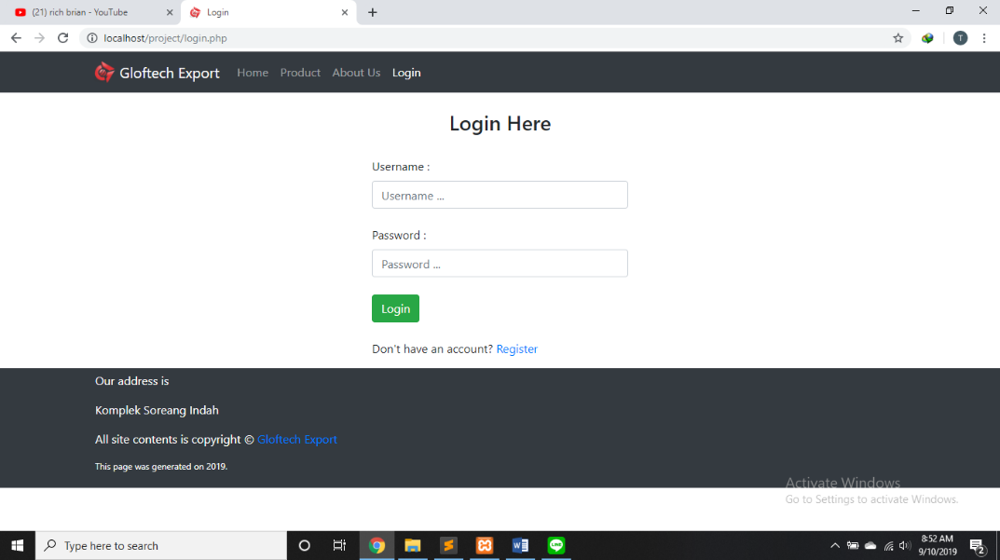 (21) rich brian - YouTube
Login
localhost/project/login.php
T
Gloftech Export Home Product About Us Login
Login Here
Username :
Username ...
Password :
Password ...
Login
Don't have an account? Register
Our address is
Komplek Soreang Indah
All site contents is copyright © Gloftech Export
This page was generated on 2019.
Activate Windows
Go to Settings to activate Windows.
Type here to search
W
LINE
8:52 AM
9/10/2019
2